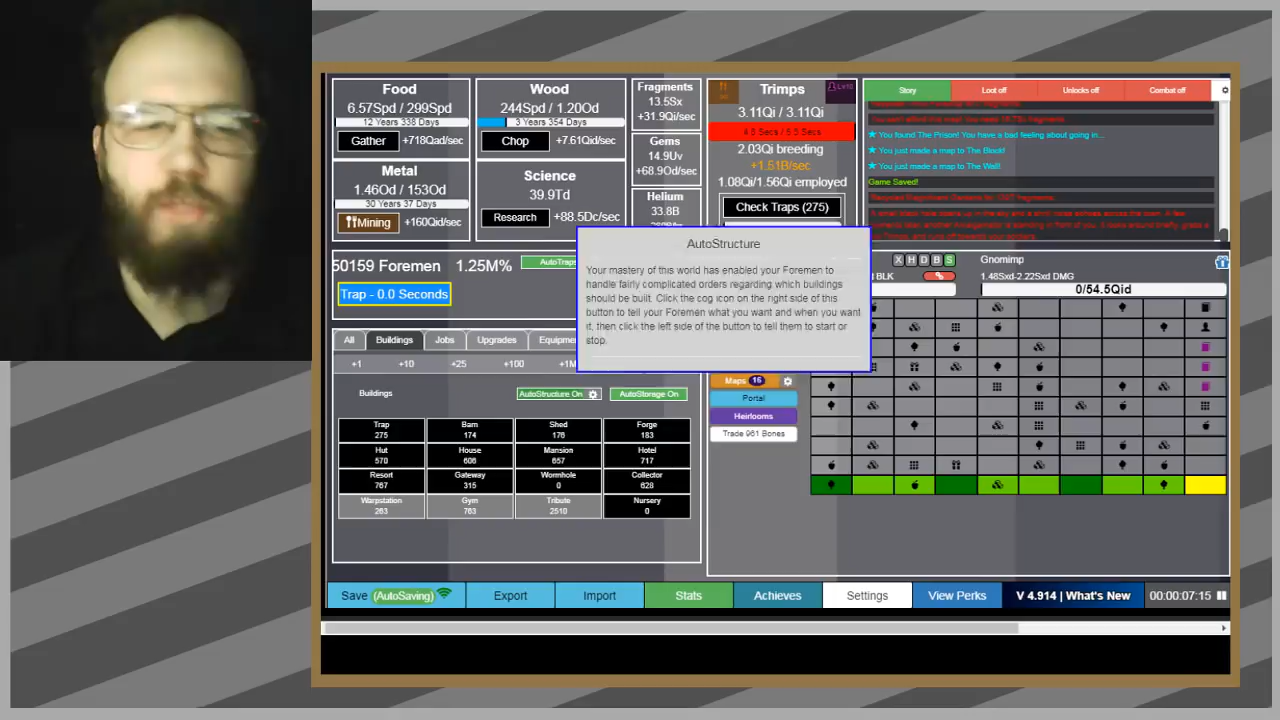 Food
6.57Spd / 299Spd
12 Years 338 Days
Gather
+718Qad/sec
Wood
244Spd / 1.20Od
3 Years 354 Days
Chop
+7.61Qid/sec
Fragments
13.5Sx
+31.9Qi/sec
Gems
14.9Uv
+68.9Od/sec
Helium
33.8B
Metal
1.46Od / 153Od
30 Years 37 Days
Mining
+160Qid/sec
Science
39.9Td
Research
+88.5Dc/sec
Trimps
3.11Qi / 3.11Qi
2.03Qi breeding
+1.51B/sec
1.08Qi/1.56Qi employed
Check Traps (275)
Story
Loot off
Unlocks off
Combat off
You found The Prison! You have a bad feeling about going in...
You just made a map to The Block!
You just made a map to The Wall!
Game Saved!
50159 Foremen
1.25M%
AutoTraps
Trap - 0.0 Seconds
AutoStructure
Your mastery of this world has enabled your Foremen to
handle fairly complicated orders regarding which buildings
should be built. Click the cog icon on the right side of this
button to tell your Foremen what you want and when you want
it, then click the left side of the button to tell them to start or
stop.
BLK
X H D B S
Gnomimp
1.48Sxd-2.22Sxd DMG
0/54.5Qid
All
Buildings
Jobs
Upgrades
Equipme
+1
+10
+25
+100
Buildings
AutoStructure On
AutoStorage On
Trap
275
Barn
174
Shed
176
Forge
183
Hut
570
House
606
Mansion
657
Hotel
717
Resort
767
Gateway
315
Wormhole
0
Collector
628
Warpstation
263
Gym
763
Tribute
2510
Nursery
0
Maps 16
Portal
Heirlooms
Trade 961 Bones
Save (AutoSaving)
Export
Import
Stats
Achieves
Settings
View Perks
V 4.914 | What's New
00:00:07:15